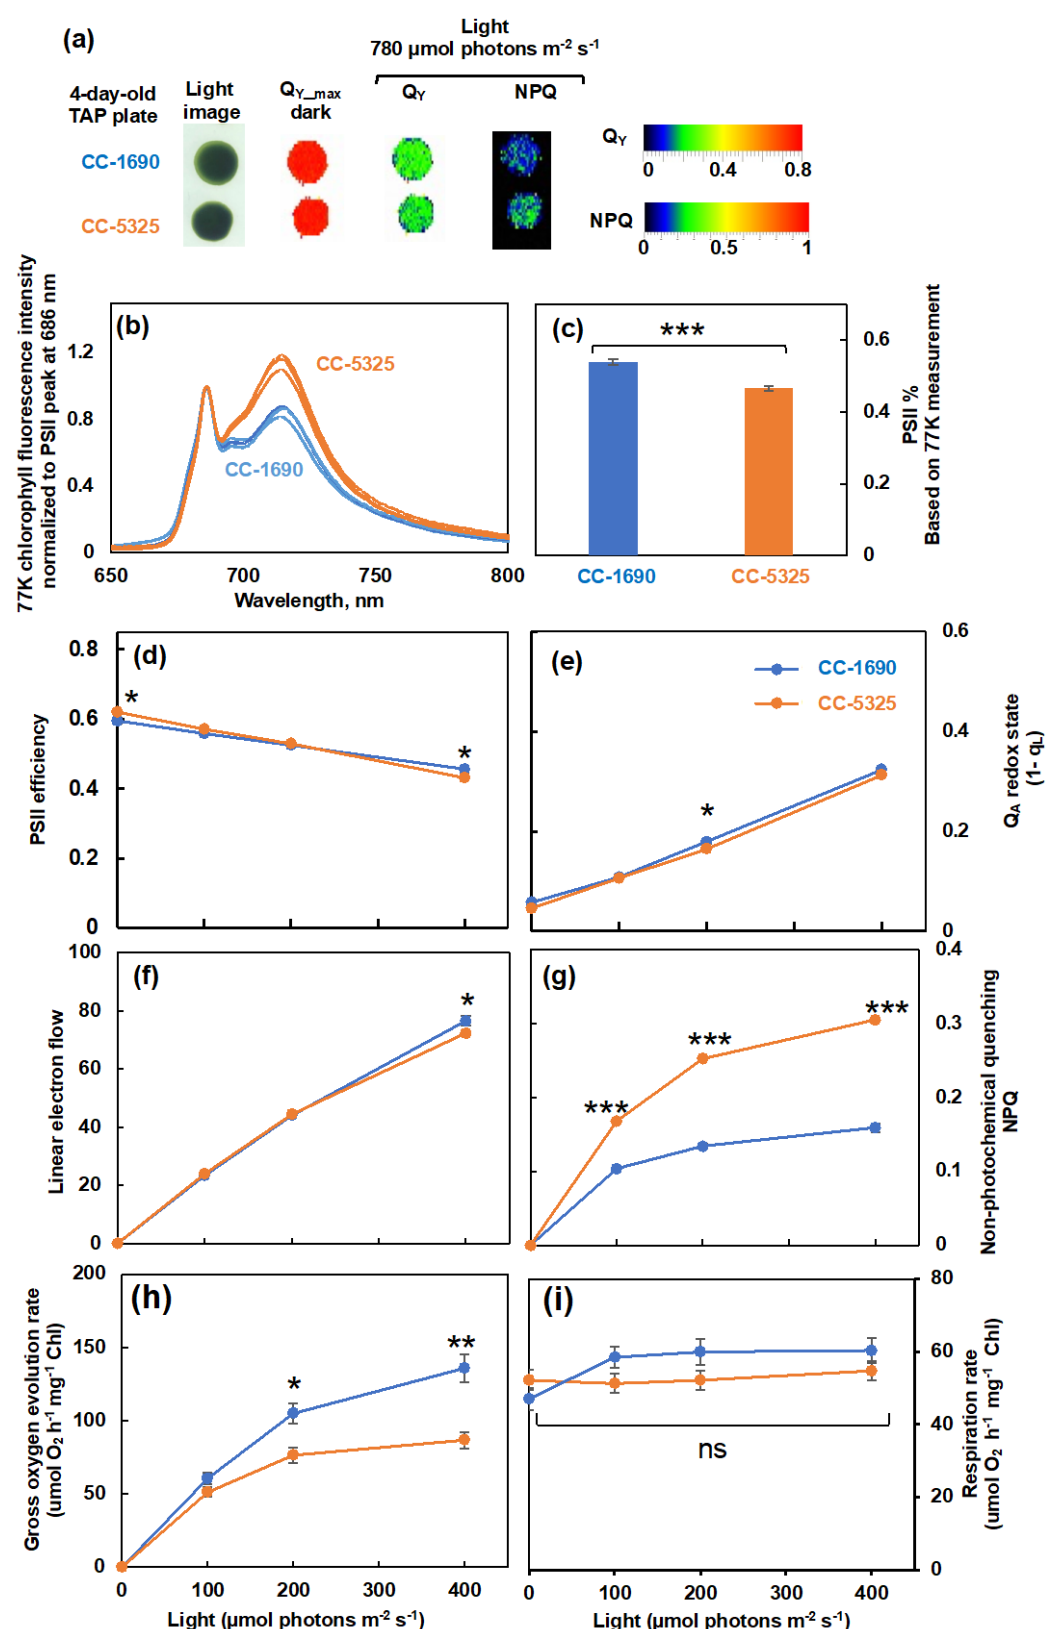 (a)
Light
780 µmol photons m-2 s-1
4-day-old
TAP plate
Light
image
QY_max
dark
QY
NPQ
CC-1690
CC-5325
QY
0 0.4 0.8
NPQ
0 0.5 1
77K chlorophyll fluorescence intensity
normalized to PSII peak at 686 nm
(b)
1.2
0.8
0.4
0
CC-5325
CC-1690
650 700 750 800
Wavelength, nm
(c)
***
0.6
0.4
0.2
0
PSII %
Based on 77K measurement
CC-1690 CC-5325
PSII efficiency
(d)
0.8
0.6
0.4
0.2
0
*
*
(e)
CC-1690
CC-5325
*
0.6
0.4
0.2
0
QA redox state
(1- qL)
Linear electron flow
(f)
100
80
60
40
20
0
*
(g)
***
***
***
0.4
0.3
0.2
0.1
0
Non-photochemical quenching
NPQ
Gross oxygen evolution rate
(umol O2 h-1 mg-1 Chl)
(h)
200
150
100
50
0
*
**
0 100 200 300 400
Light (µmol photons m-2 s-1)
(i)
ns
80
60
40
20
0
Respiration rate
(umol O2 h-1 mg-1 Chl)
0 100 200 300 400
Light (µmol photons m-2 s-1)